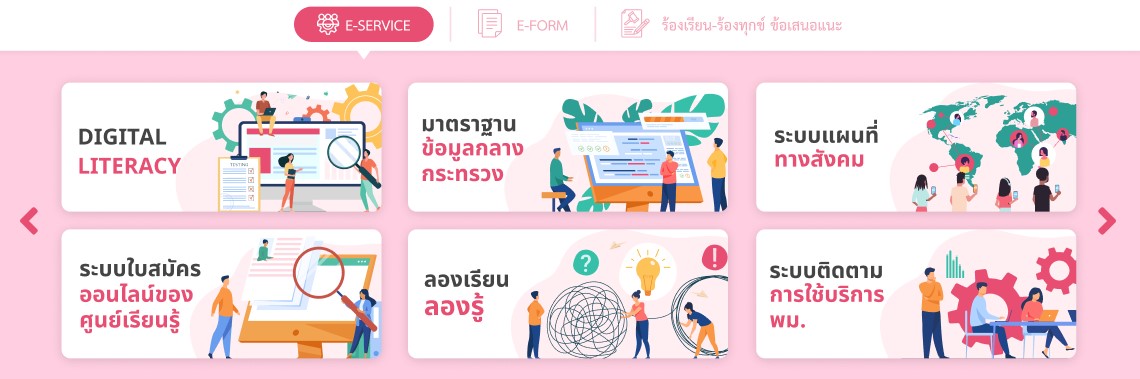 E-SERVICE
E-FORM
ร้องเรียน-ร้องทุกข์ ข้อเสนอแนะ
DIGITAL
LITERACY
TESTING
มาตราฐาน
ข้อมูลกลาง
กระทรวง
ระบบแผนที่
ทางสังคม
ระบบใบสมัคร
ออนไลน์ของ
ศูนย์เรียนรู้
ลองเรียน
ลองรู้
?
!
ระบบติดตาม
การใช้บริการ
พม.